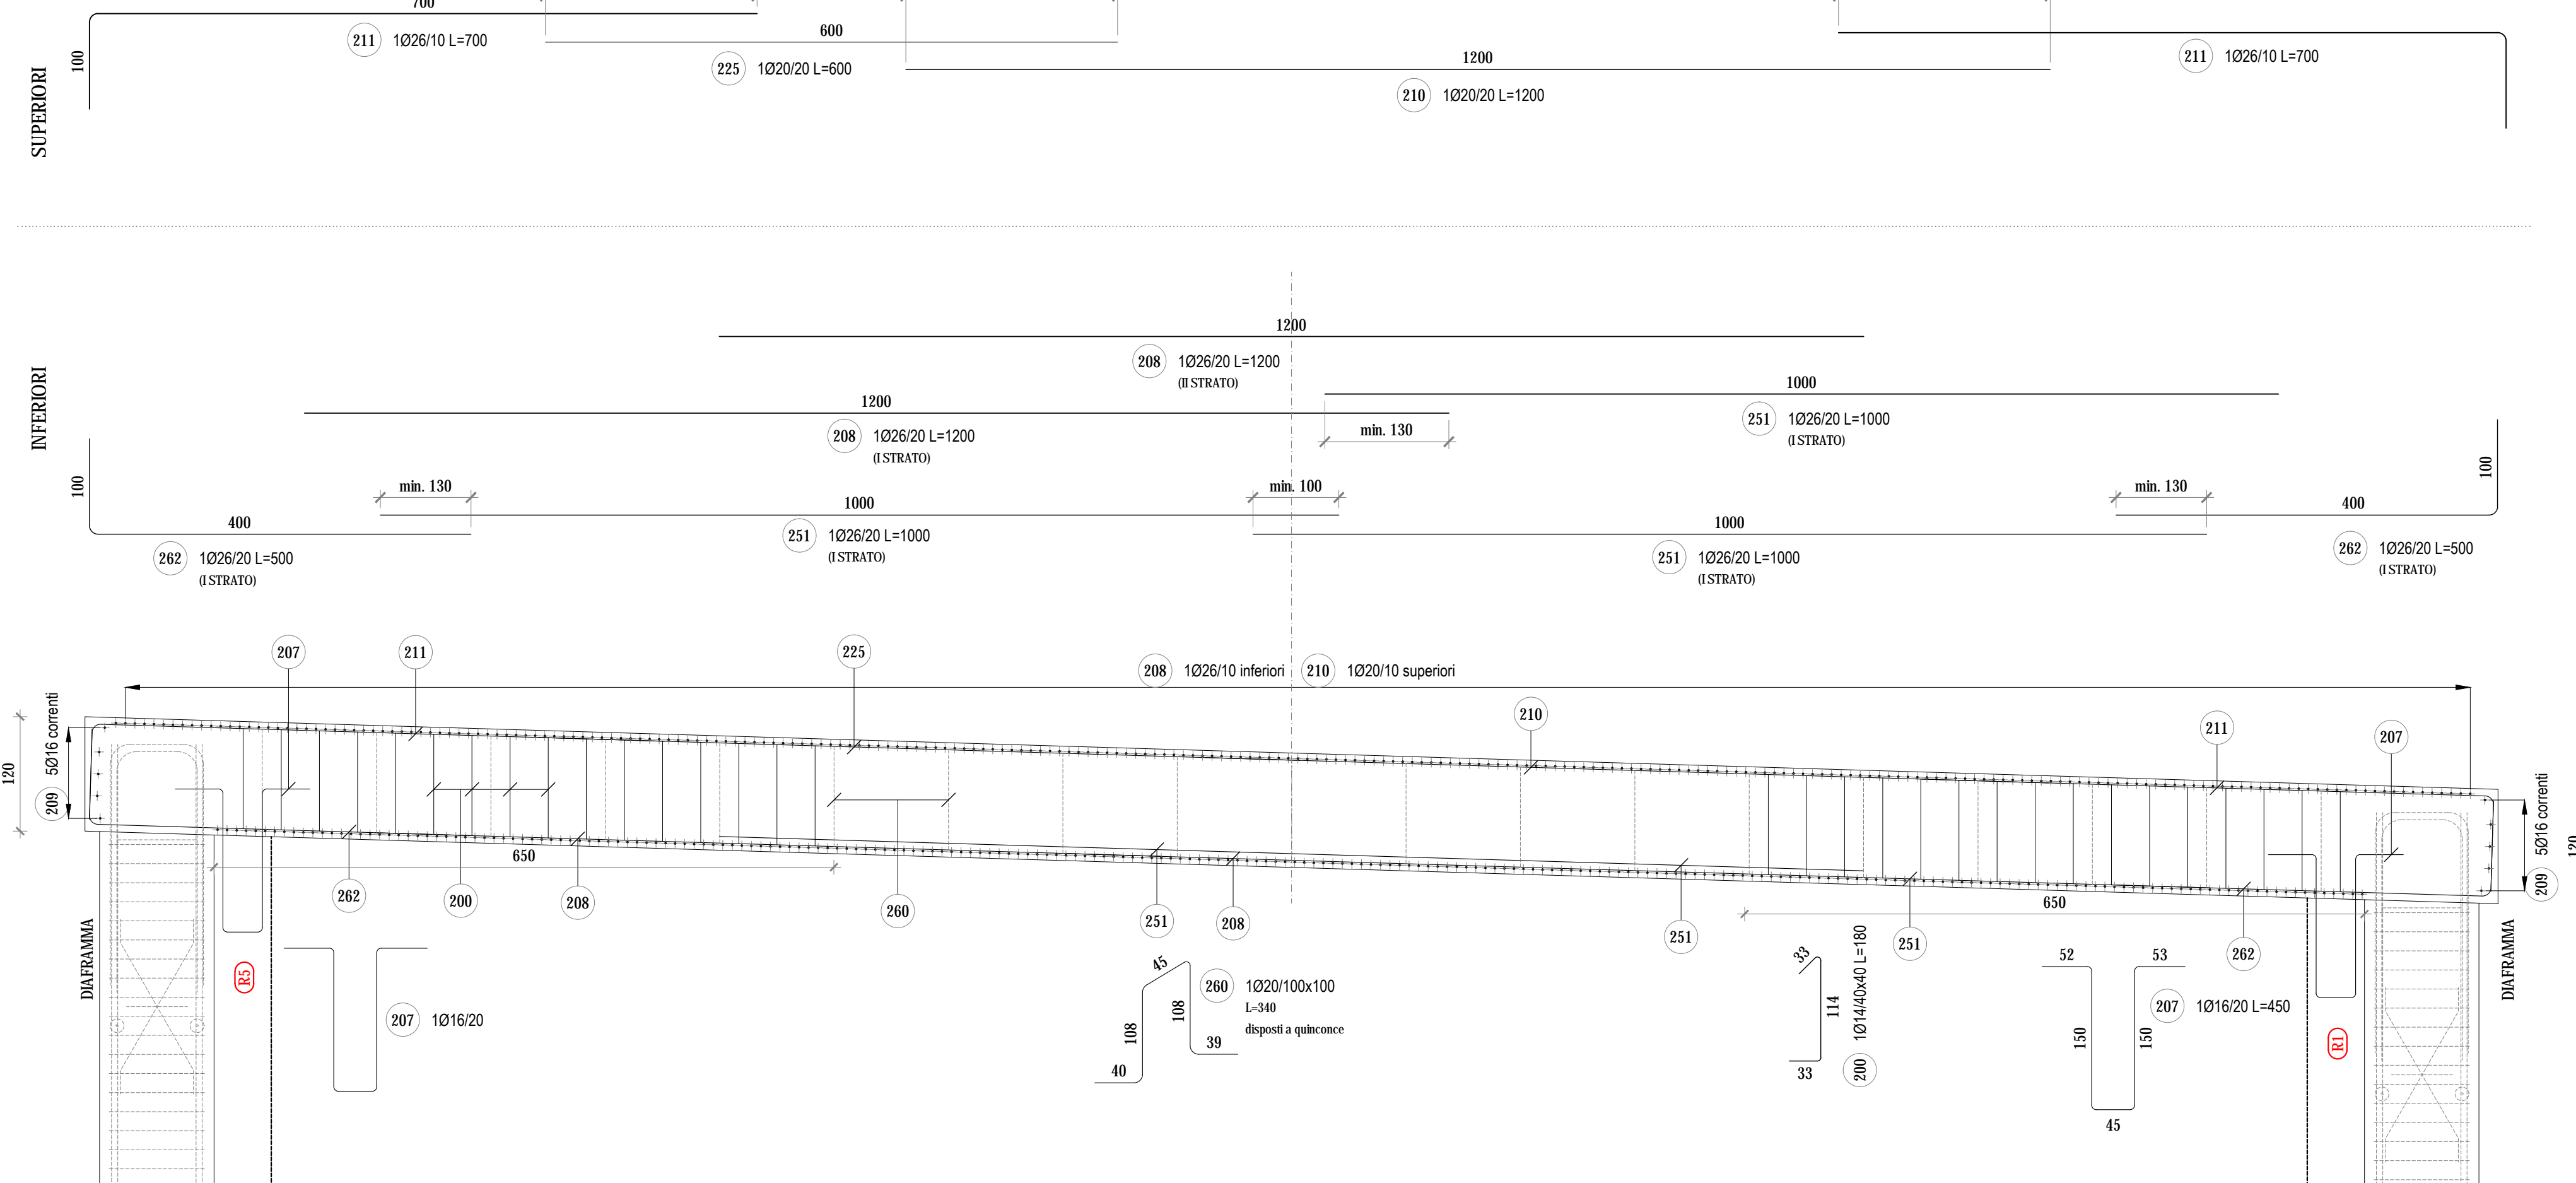 700
600
1200
100
SUPERIORI
211 1Ø26/10 L=700
225 1Ø20/20 L=600
210 1Ø20/20 L=1200
211 1Ø26/10 L=700
INFERIORI
1200
208 1Ø26/20 L=1200
(II STRATO)
1200
208 1Ø26/20 L=1200
(I STRATO)
1000
251 1Ø26/20 L=1000
(I STRATO)
min. 130
100
400
262 1Ø26/20 L=500
(I STRATO)
min. 130
1000
251 1Ø26/20 L=1000
(I STRATO)
min. 100
1000
251 1Ø26/20 L=1000
(I STRATO)
min. 130
400
100
262 1Ø26/20 L=500
(I STRATO)
207
211
225
208 1Ø26/10 inferiori
210 1Ø20/10 superiori
210
211
207
120
209 5Ø16 correnti
650
262
200
208
260
251
208
251
251
650
262
209 5Ø16 correnti
120
DIAFRAMMA
R5
207 1Ø16/20
45
108
108
40
39
260 1Ø20/100x100
L=340
disposti a quinconce
33
114
33
200 1Ø14/40x40 L=180
52
53
150
150
45
207 1Ø16/20 L=450
R1
DIAFRAMMA